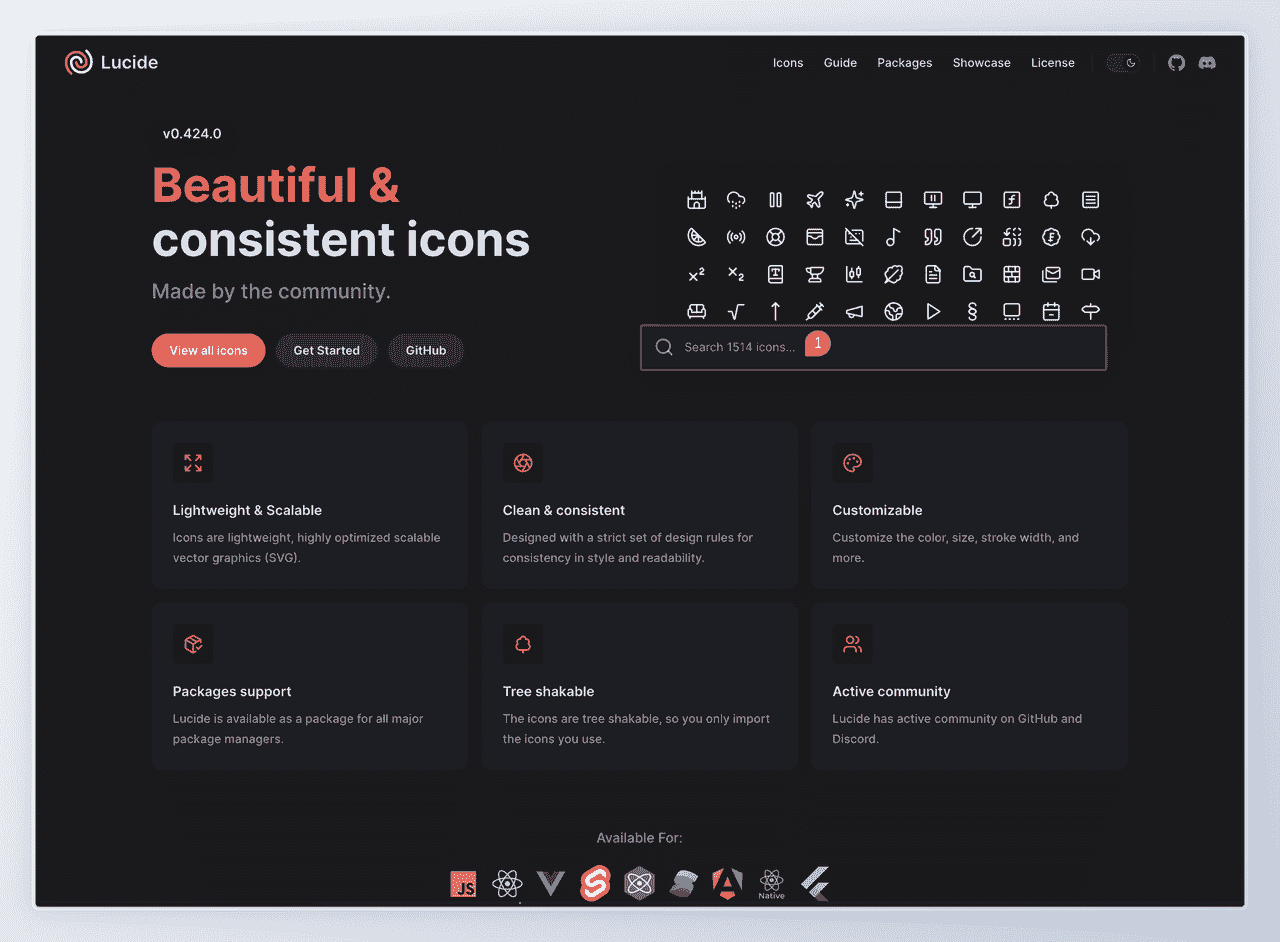 Lucide
Icons Guide Packages Showcase License
v0.424.0
Beautiful &
consistent icons
Made by the community.
View all icons Get Started GitHub
Search 1514 icons... 1
Lightweight & Scalable
Icons are lightweight, highly optimized scalable
vector graphics (SVG).
Clean & consistent
Designed with a strict set of design rules for
consistency in style and readability.
Customizable
Customize the color, size, stroke width, and
more.
Packages support
Lucide is available as a package for all major
package managers.
Tree shakable
The icons are tree shakable, so you only import
the icons you use.
Active community
Lucide has active community on GitHub and
Discord.
Available For:
JS
Native